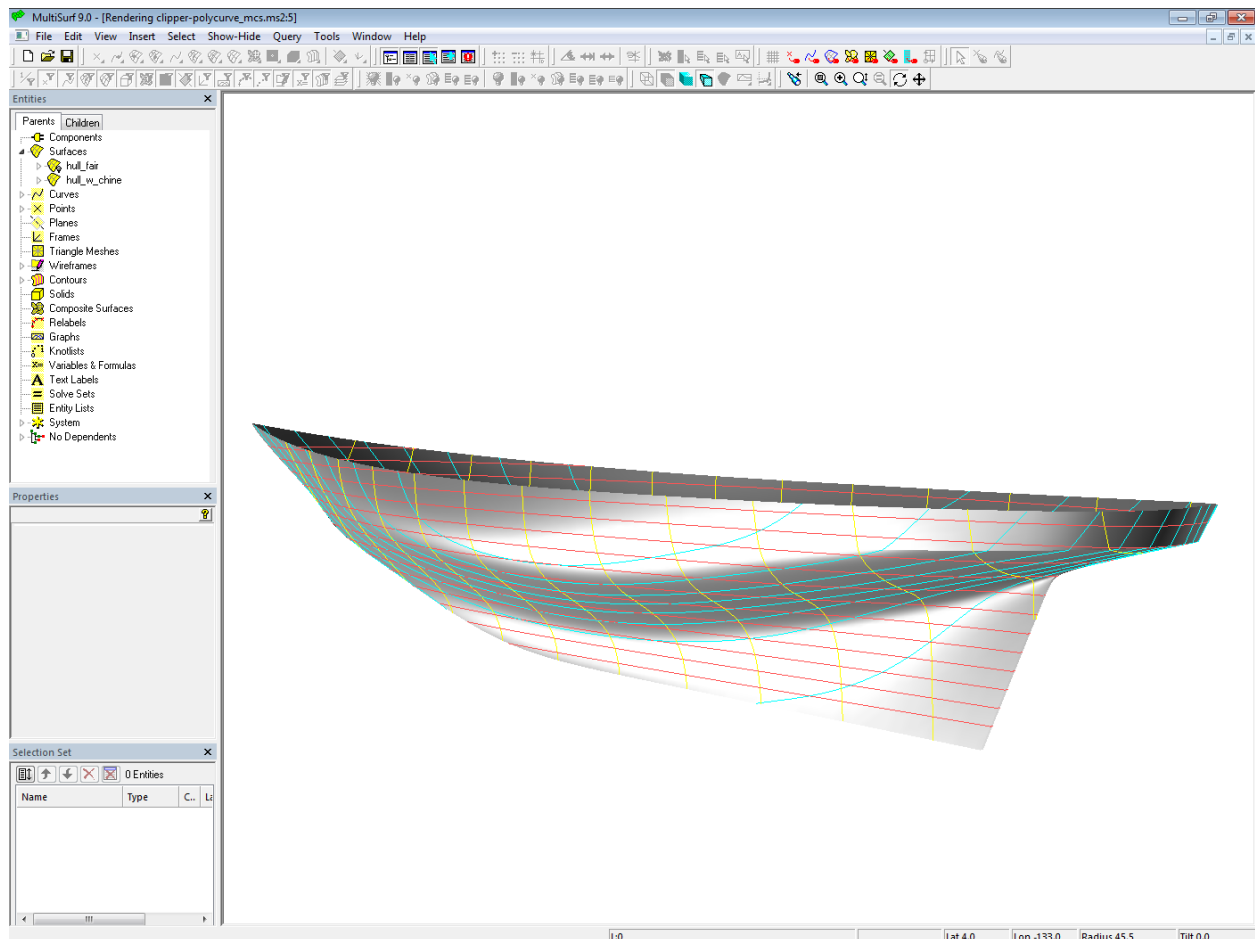 MultiSurf 9.0 - [Rendering clipper-polycurve_mcs.ms2:5]
File Edit View Insert Select Show-Hide Query Tools Window Help
Entities
Parents Children
Components
Surfaces
hull_fair
hull_w_chine
Curves
Points
Planes
Frames
Triangle Meshes
Wireframes
Contours
Solids
Composite Surfaces
Relabels
Graphs
Knotlists
Variables & Formulas
Text Labels
Solve Sets
Entity Lists
System
No Dependents
Properties
Selection Set
0 Entities
Name Type C.. La
L:0 Lat 4.0 Lon -133.0 Radius 45.5 Tilt 0.0